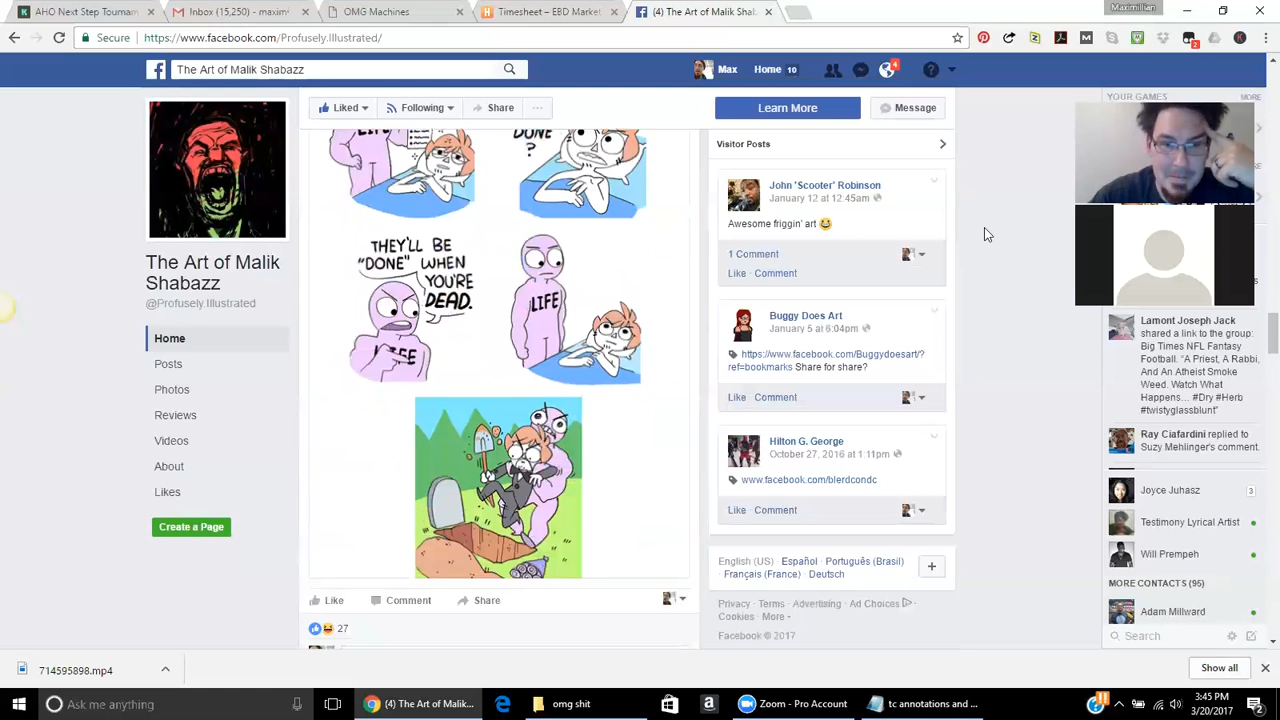 Maximillian
AHO Next Step Tournam
Inbox (15,250) - maxim
OMG Machines
Timesheet – EBD Market
(4) The Art of Malik Shab
Secure
https://www.facebook.com/Profusely.Illustrated/
The Art of Malik Shabazz
Max
Home 10
4
Liked
Following
Share
Learn More
Message
The Art of Malik
Shabazz
@Profusely.Illustrated
Home
Posts
Photos
Reviews
Videos
About
Likes
Create a Page
LIFE
DONE
?
THEY'LL BE
"DONE" WHEN
YOU'RE
DEAD.
LIFE
LIFE
Like
Comment
Share
27
Visitor Posts
John 'Scooter' Robinson
January 12 at 12:45am
Awesome friggin' art
1 Comment
Like · Comment
Buggy Does Art
January 5 at 6:04pm
https://www.facebook.com/Buggydoesart/?
ref=bookmarks Share for share?
Like · Comment
Hilton G. George
October 27, 2016 at 1:11pm
www.facebook.com/blerdcondc
Like · Comment
English (US) · Español · Português (Brasil) ·
Français (France) · Deutsch
Privacy · Terms · Advertising · Ad Choices ·
Cookies · More
Facebook © 2017
YOUR GAMES
MORE
Lamont Joseph Jack
shared a link to the group:
Big Times NFL Fantasy
Football. "A Priest, A Rabbi,
And An Atheist Smoke
Weed. Watch What
Happens... #Dry #Herb
#twistyglassblunt"
Ray Ciafardini replied to
Suzy Mehlinger's comment.
Joyce Juhasz
3
Testimony Lyrical Artist
Will Prempeh
MORE CONTACTS (95)
Adam Millward
Search
714595898.mp4
Show all
Ask me anything
(4) The Art of Malik...
omg shit
Zoom - Pro Account
tc annotations and ...
3:45 PM
3/20/2017